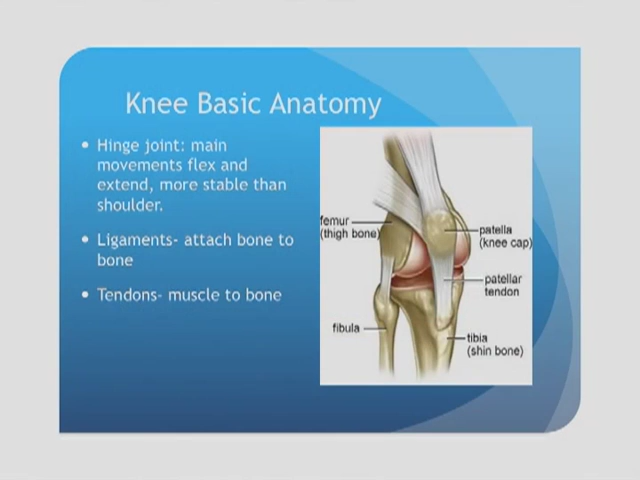 Knee Basic Anatomy
Hinge joint: main
movements flex and
extend, more stable than
shoulder.
Ligaments- attach bone to
bone
Tendons- muscle to bone
femur
(thigh bone)
patella
(knee cap)
patellar
tendon
fibula
tibia
(shin bone)